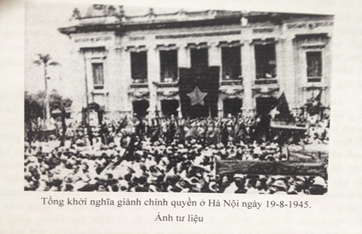 Tổng khởi nghĩa giành chính quyền ở Hà Nội ngày 19-8-1945.
Ảnh tư liệu